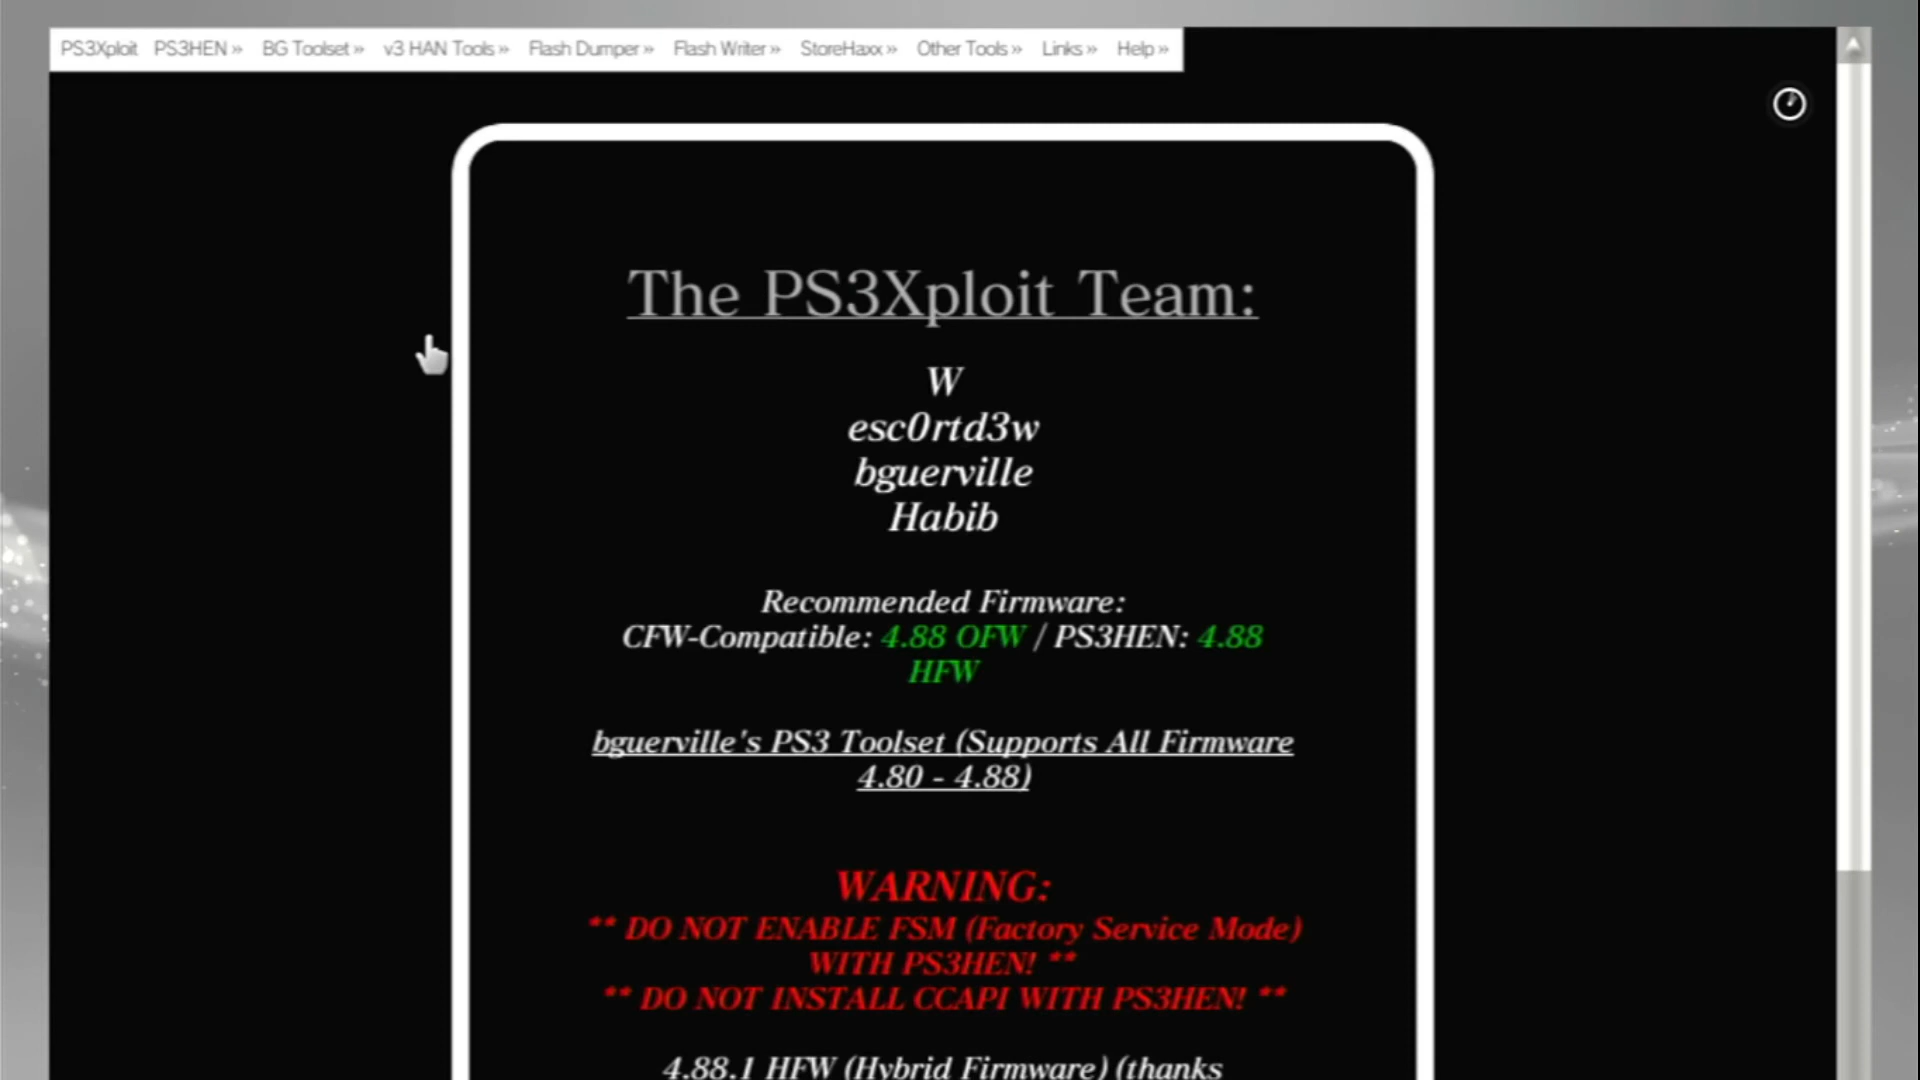 PS3Xploit PS3HEN » BG Toolset » v3 HAN Tools » Flash Dumper » Flash Writer » StoreHaxx » Other Tools » Links » Help »
The PS3Xploit Team:
W
esc0rtd3w
bguerville
Habib
Recommended Firmware:
CFW-Compatible: 4.88 OFW / PS3HEN: 4.88
HFW
bguerville's PS3 Toolset (Supports All Firmware
4.80 - 4.88)
WARNING:
** DO NOT ENABLE FSM (Factory Service Mode)
WITH PS3HEN! **
** DO NOT INSTALL CCAPI WITH PS3HEN! **
4.88.1 HFW (Hybrid Firmware) (thanks